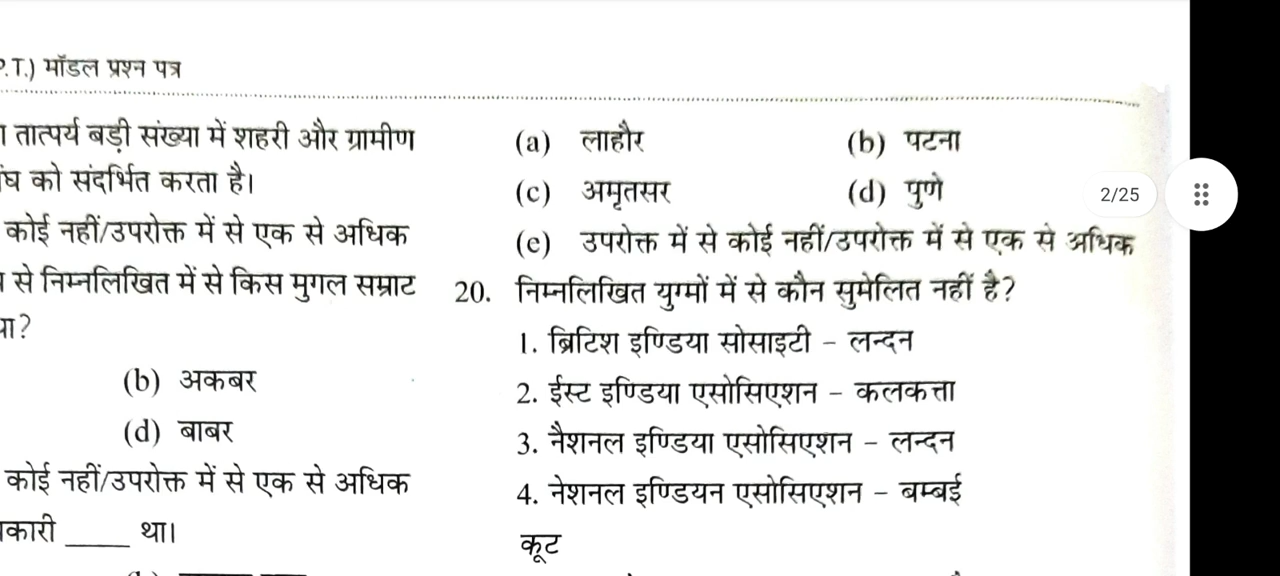 .T.) मॉडल प्रश्न पत्र
तात्पर्य बड़ी संख्या में शहरी और ग्रामीण
को संदर्भित करता है।
कोई नहीं/उपरोक्त में से एक से अधिक
से निम्नलिखित में से किस मुगल सम्राट
था?
(b) अकबर
(d) बाबर
कोई नहीं/उपरोक्त में से एक से अधिक
कारी ____ था।
(a) लाहौर (b) पटना
(c) अमृतसर (d) पुणे
(e) उपरोक्त में से कोई नहीं/उपरोक्त में से एक से अधिक
20. निम्नलिखित युग्मों में से कौन सुमेलित नहीं है?
1. ब्रिटिश इण्डिया सोसाइटी – लन्दन
2. ईस्ट इण्डिया एसोसिएशन – कलकत्ता
3. नैशनल इण्डिया एसोसिएशन – लन्दन
4. नेशनल इण्डियन एसोसिएशन – बम्बई
कूट
2/25